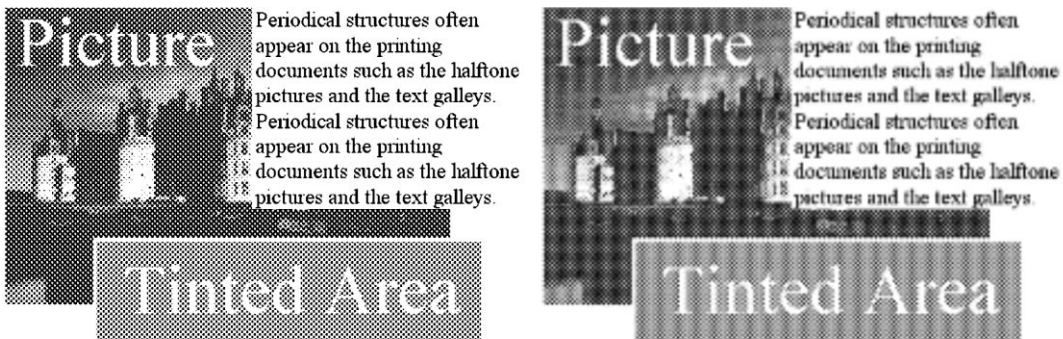 Picture
Periodical structures often
appear on the printing
documents such as the halftone
pictures and the text galleys.
Periodical structures often
appear on the printing
documents such as the halftone
pictures and the text galleys.
Tinted Area
Picture
Periodical structures often
appear on the printing
documents such as the halftone
pictures and the text galleys.
Periodical structures often
appear on the printing
documents such as the halftone
pictures and the text galleys.
Tinted Area